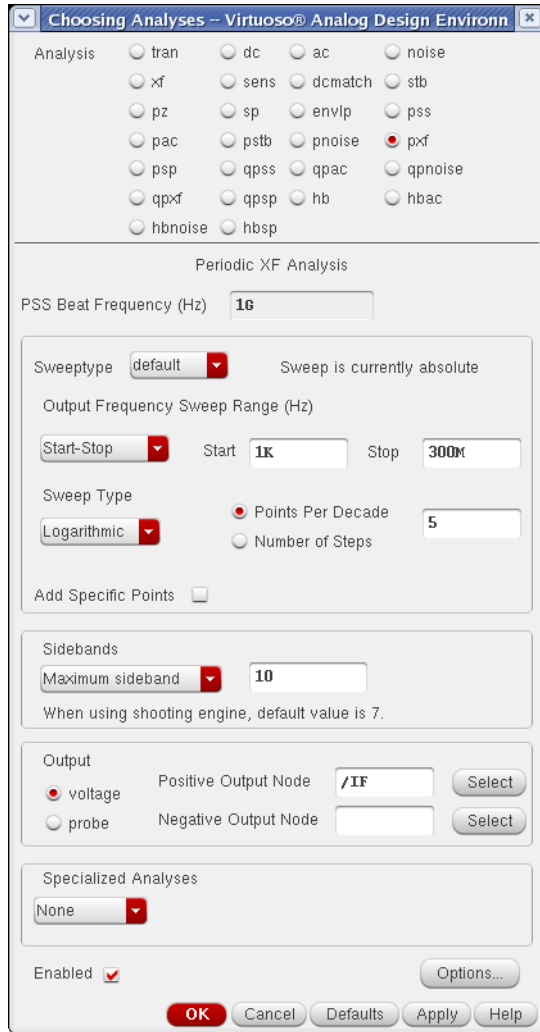 Choosing Analyses -- Virtuoso® Analog Design Environn
Analysis tran dc ac noise
xf sens dcmatch stb
pz sp envlp pss
pac pstb pnoise pxf
psp qpss qpac qpnoise
qpxf qpsp hb hbac
hbnoise hbsp
Periodic XF Analysis
PSS Beat Frequency (Hz) 1G
Sweeptype default Sweep is currently absolute
Output Frequency Sweep Range (Hz)
Start-Stop Start 1K Stop 300M
Sweep Type
Logarithmic Points Per Decade 5
Number of Steps
Add Specific Points
Sidebands
Maximum sideband 10
When using shooting engine, default value is 7.
Output
voltage Positive Output Node /IF Select
probe Negative Output Node Select
Specialized Analyses
None
Enabled Options...
OK Cancel Defaults Apply Help